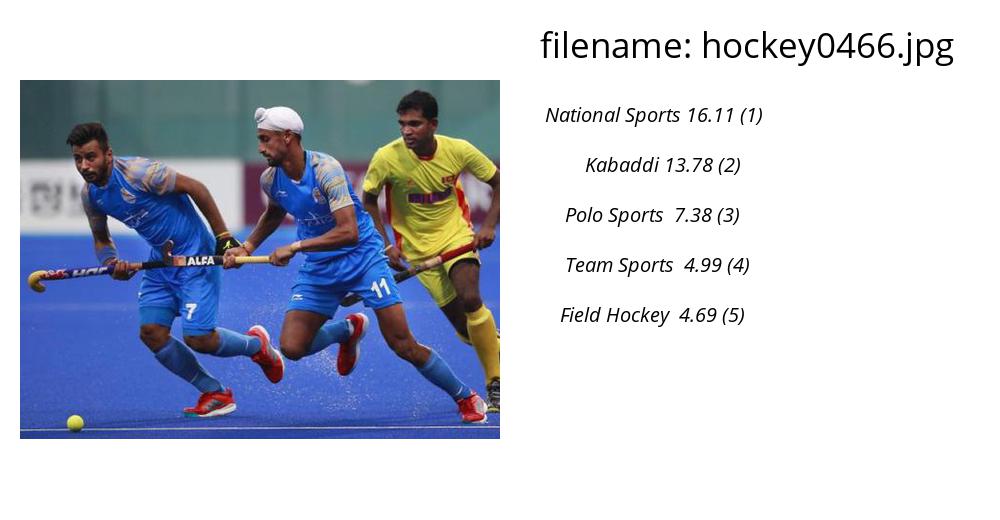 filename: hockey0466.jpg
National Sports 16.11 (1)
Kabaddi 13.78 (2)
Polo Sports 7.38 (3)
Team Sports 4.99 (4)
Field Hockey 4.69 (5)
ALFA
7
11